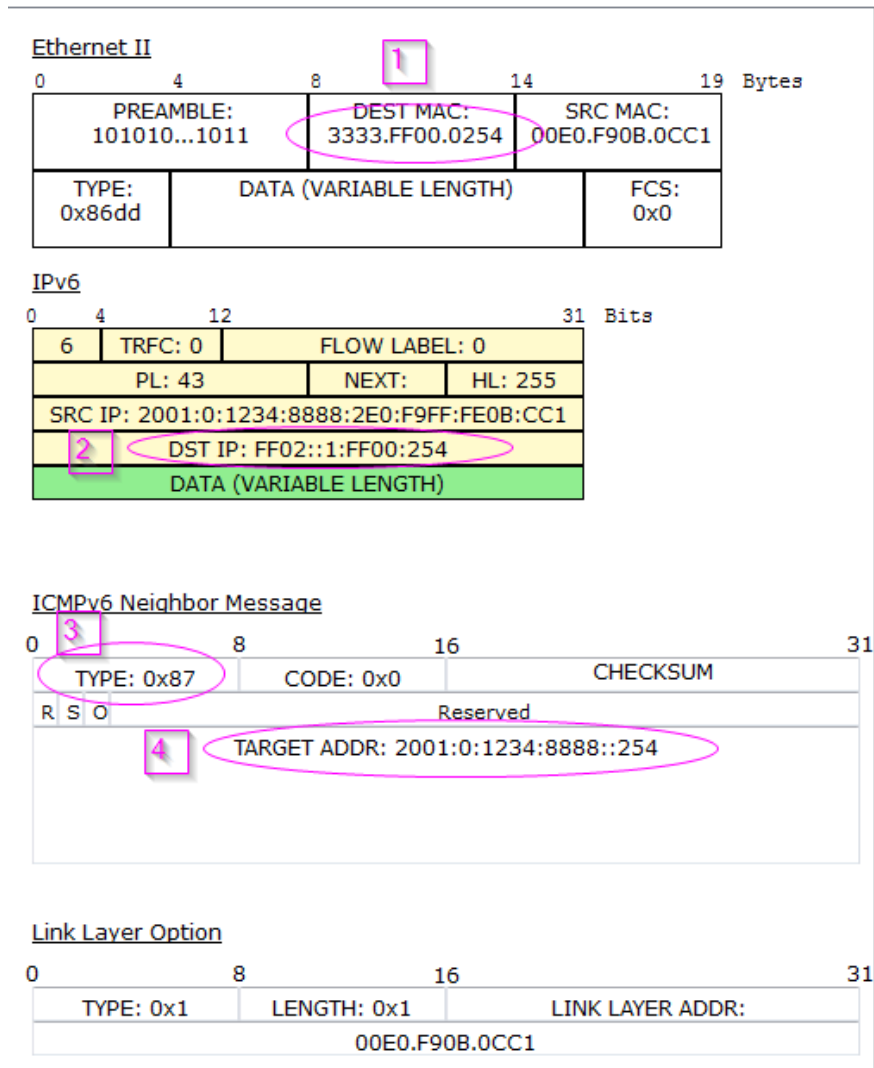 Ethernet II
1
0 4 8 14 19 Bytes
PREAMBLE: DEST MAC: SRC MAC:
101010...1011 3333.FF00.0254 00E0.F90B.0CC1
TYPE: DATA (VARIABLE LENGTH) FCS:
0x86dd 0x0
IPv6
0 4 12 31 Bits
6 TRFC: 0 FLOW LABEL: 0
PL: 43 NEXT: HL: 255
SRC IP: 2001:0:1234:8888:2E0:F9FF:FE0B:CC1
2 DST IP: FF02::1:FF00:254
DATA (VARIABLE LENGTH)
ICMPv6 Neighbor Message
3
0 8 16 31
TYPE: 0x87 CODE: 0x0 CHECKSUM
R S O Reserved
4 TARGET ADDR: 2001:0:1234:8888::254
Link Layer Option
0 8 16 31
TYPE: 0x1 LENGTH: 0x1 LINK LAYER ADDR:
00E0.F90B.0CC1